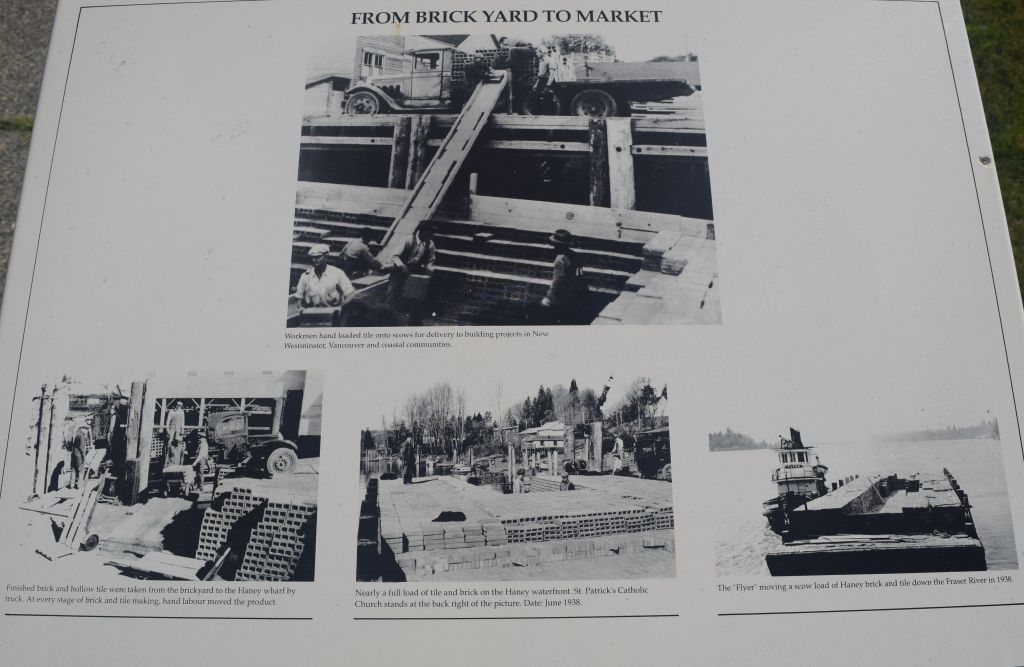 FROM BRICK YARD TO MARKET
Workmen hand loaded tile onto scows for delivery to building projects in New
Westminster, Vancouver and coastal communities.
Finished brick and hollow tile were taken from the brickyard to the Haney wharf by
truck. At every stage of brick and tile making, hand labour moved the product.
Nearly a full load of tile and brick on the Haney waterfront. St. Patrick's Catholic
Church stands at the back right of the picture. Date: June 1938.
FLYER
The "Flyer" moving a scow load of Haney brick and tile down the Fraser River in 1938.